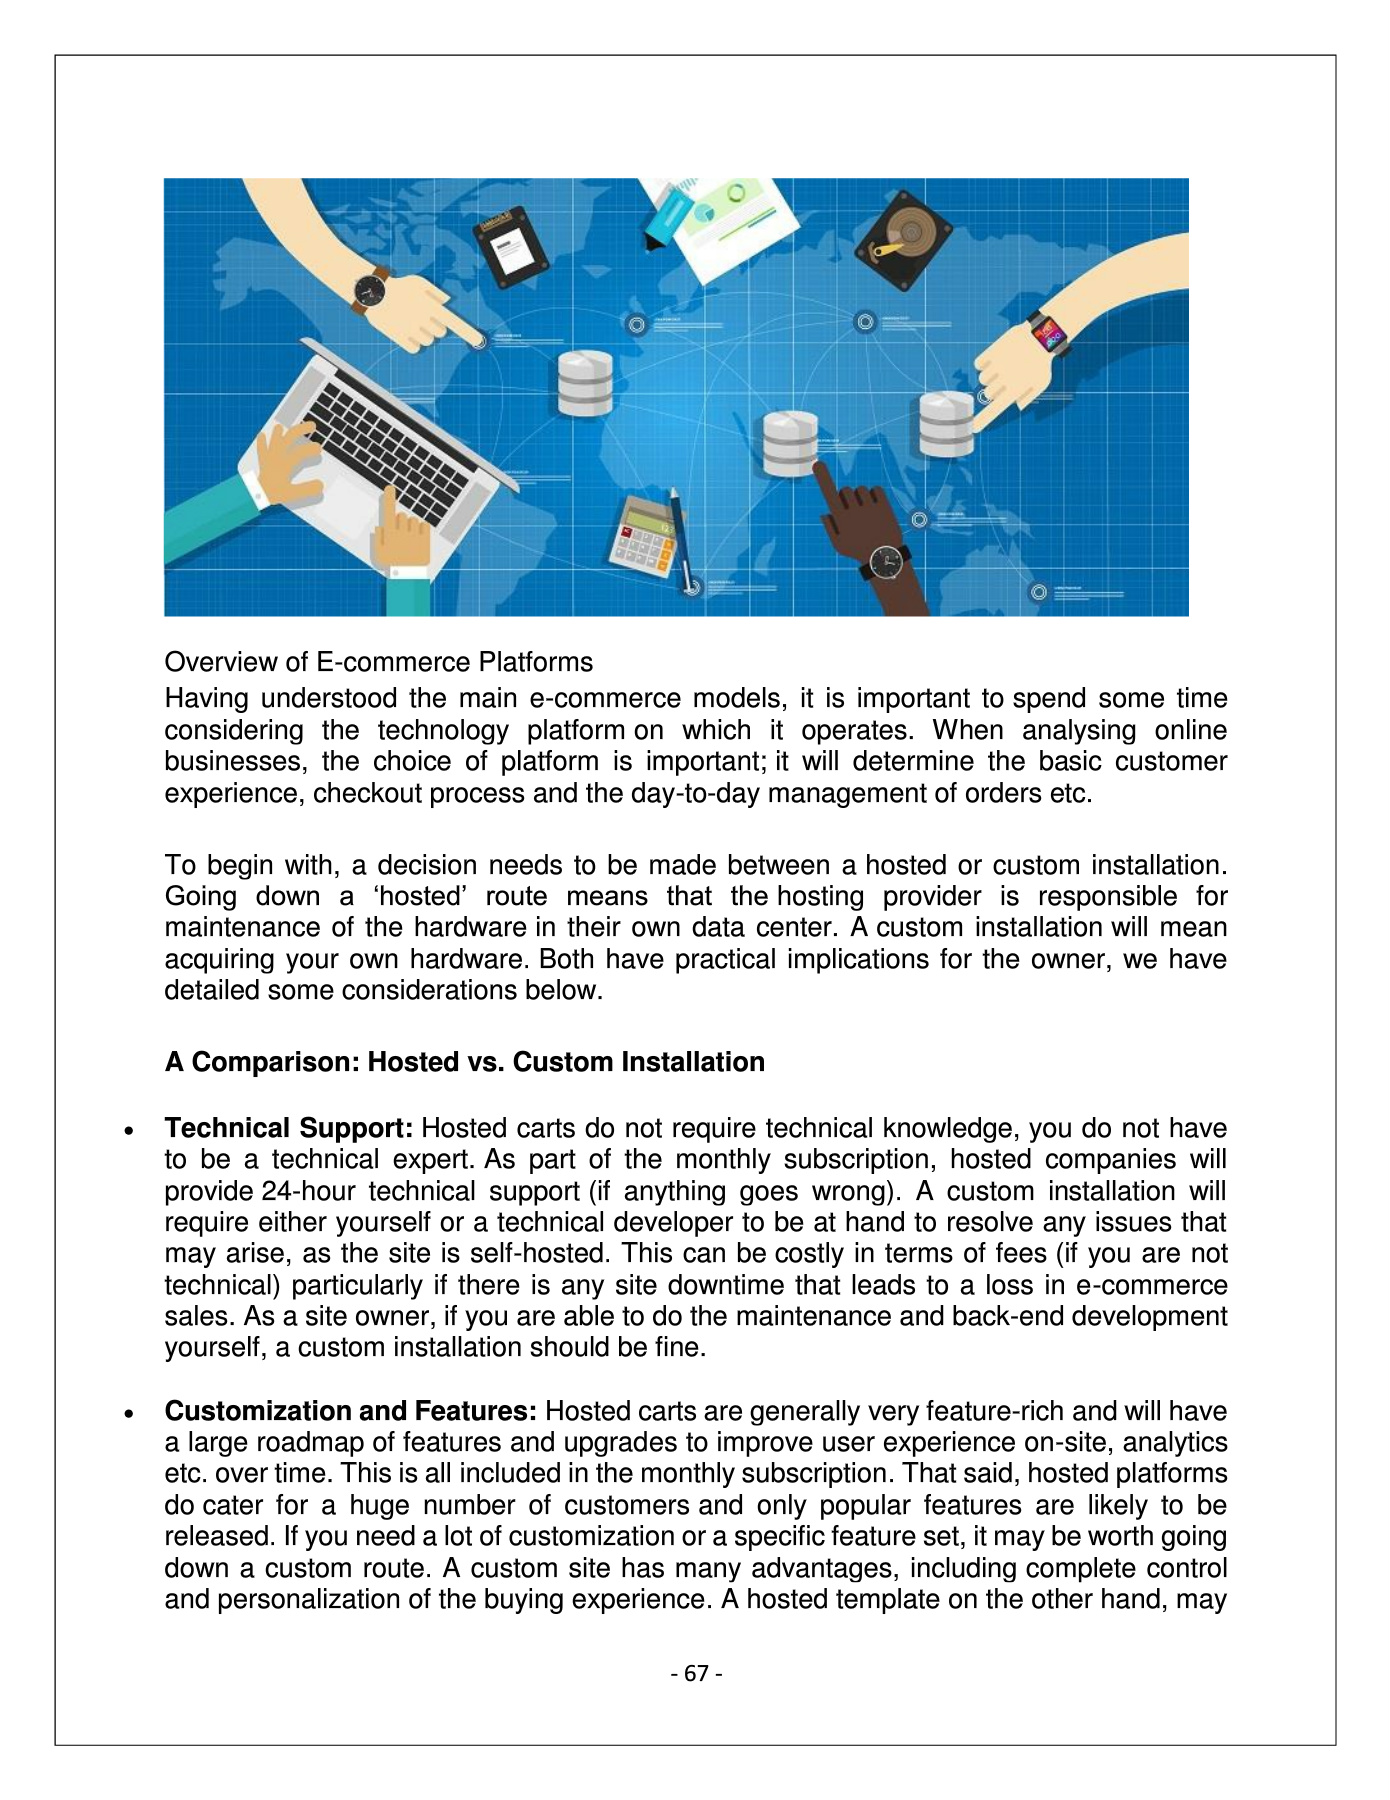 Overview of E-commerce Platforms
Having understood the main e-commerce models, it is important to spend some time
considering the technology platform on which it operates. When analysing online
businesses, the choice of platform is important; it will determine the basic customer
experience, checkout process and the day-to-day management of orders etc.
To begin with, a decision needs to be made between a hosted or custom installation.
Going down a ‘hosted’ route means that the hosting provider is responsible for
maintenance of the hardware in their own data center. A custom installation will mean
acquiring your own hardware. Both have practical implications for the owner, we have
detailed some considerations below.
A Comparison: Hosted vs. Custom Installation
• Technical Support: Hosted carts do not require technical knowledge, you do not have
to be a technical expert. As part of the monthly subscription, hosted companies will
provide 24-hour technical support (if anything goes wrong). A custom installation will
require either yourself or a technical developer to be at hand to resolve any issues that
may arise, as the site is self-hosted. This can be costly in terms of fees (if you are not
technical) particularly if there is any site downtime that leads to a loss in e-commerce
sales. As a site owner, if you are able to do the maintenance and back-end development
yourself, a custom installation should be fine.
• Customization and Features: Hosted carts are generally very feature-rich and will have
a large roadmap of features and upgrades to improve user experience on-site, analytics
etc. over time. This is all included in the monthly subscription. That said, hosted platforms
do cater for a huge number of customers and only popular features are likely to be
released. If you need a lot of customization or a specific feature set, it may be worth going
down a custom route. A custom site has many advantages, including complete control
and personalization of the buying experience. A hosted template on the other hand, may
- 67 -